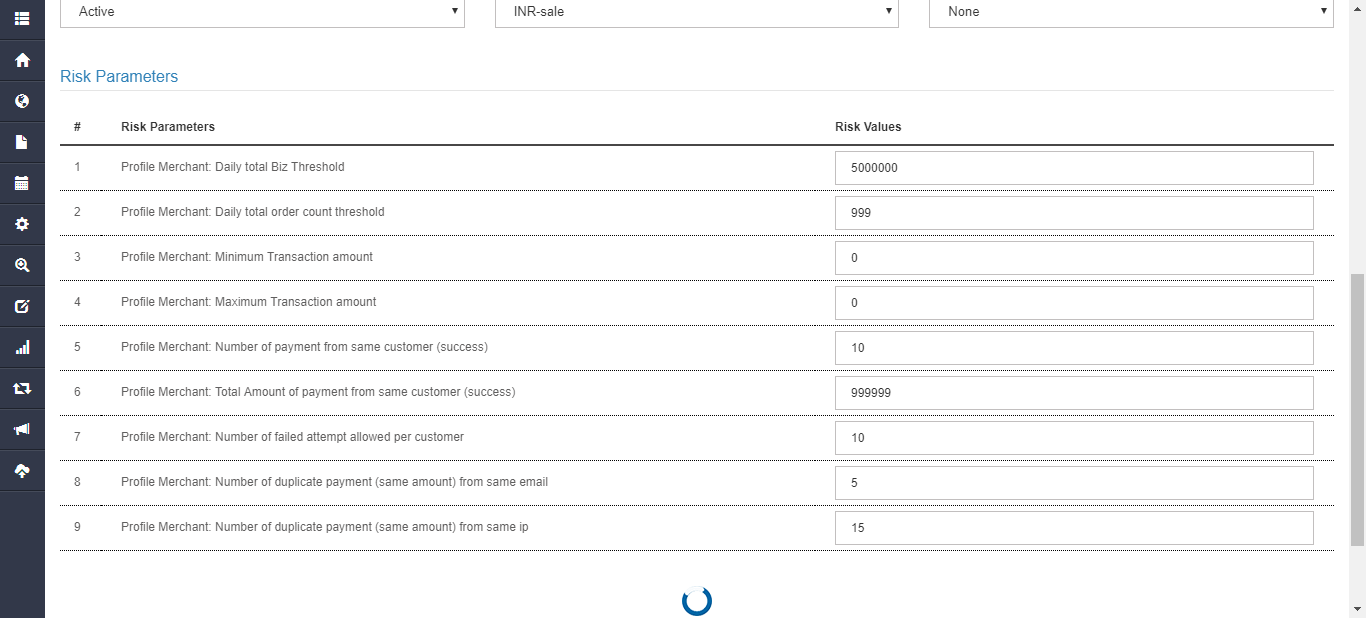 Active INR-sale None
Risk Parameters
# Risk Parameters Risk Values
1 Profile Merchant: Daily total Biz Threshold 5000000
2 Profile Merchant: Daily total order count threshold 999
3 Profile Merchant: Minimum Transaction amount 0
4 Profile Merchant: Maximum Transaction amount 0
5 Profile Merchant: Number of payment from same customer (success) 10
6 Profile Merchant: Total Amount of payment from same customer (success) 999999
7 Profile Merchant: Number of failed attempt allowed per customer 10
8 Profile Merchant: Number of duplicate payment (same amount) from same email 5
9 Profile Merchant: Number of duplicate payment (same amount) from same ip 15